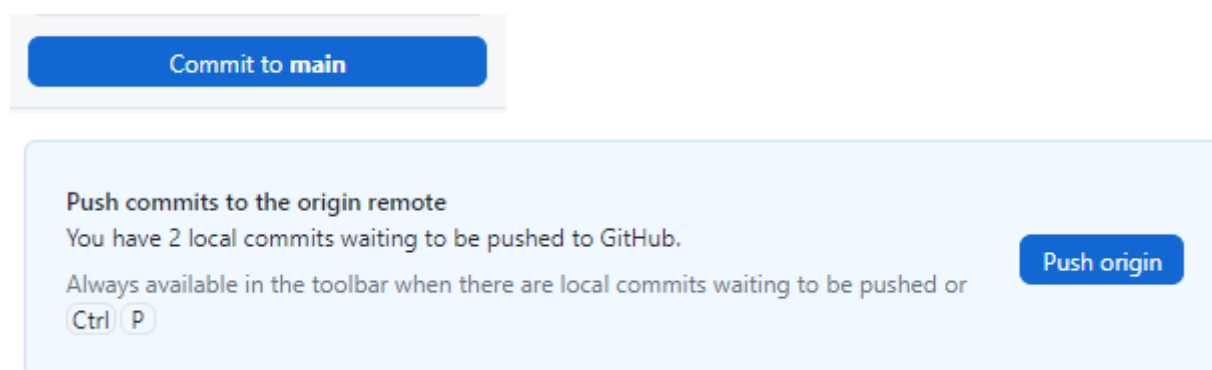 Commit to main
Push commits to the origin remote
You have 2 local commits waiting to be pushed to GitHub.
Push origin
Always available in the toolbar when there are local commits waiting to be pushed or
Ctrl P